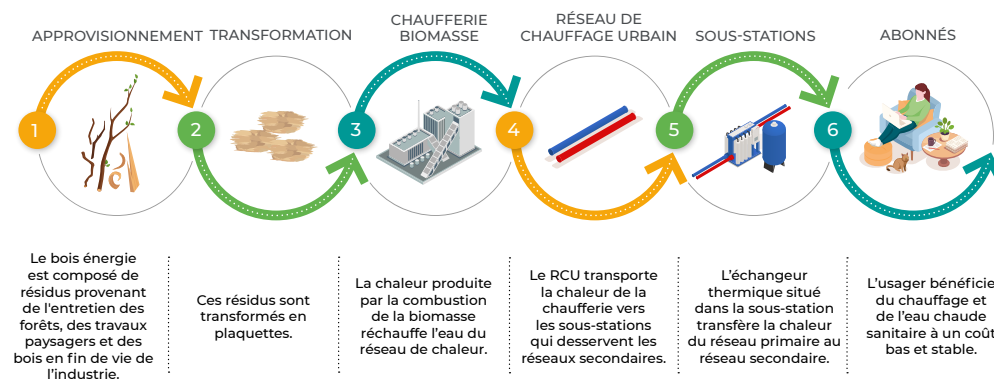 APPROVISIONNEMENT
TRANSFORMATION
CHAUFFERIE
BIOMASSE
RÉSEAU DE
CHAUFFAGE URBAIN
SOUS-STATIONS
ABONNÉS
1
2
3
4
5
6
Le bois énergie
est composé de
résidus provenant
de l'entretien des
forêts, des travaux
paysagers et des
bois en fin de vie de
l'industrie.
Ces résidus sont
transformés en
plaquettes.
La chaleur produite
par la combustion
de la biomasse
réchauffe l'eau du
réseau de chaleur.
Le RCU transporte
la chaleur de la
chaufferie vers
les sous-stations
qui desservent les
réseaux secondaires.
L'échangeur
thermique situé
dans la sous-station
transfère la chaleur
du réseau primaire au
réseau secondaire.
L'usager bénéficie
du chauffage et
de l'eau chaude
sanitaire à un coût
bas et stable.